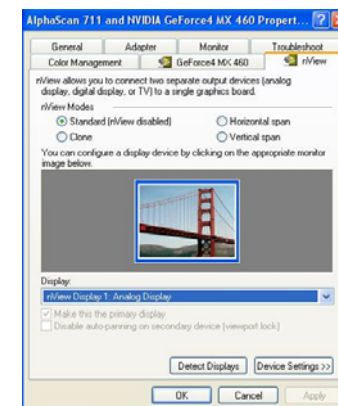 AlphaScan 711 and NVIDIA GeForce4 MX 460 Propert...
General Adapter Monitor Troubleshoot
Color Management GeForce4 MX 460 nView
nView allows you to connect two separate output devices (analog
display, digital display, or TV) to a single graphics board.
nView Modes
Standard (nView disabled) Horizontal span
Clone Vertical span
You can configure a display device by clicking on the appropriate monitor
image below.
Display:
nView Display 1: Analog Display
Make this the primary display
Disable auto-panning on secondary device (viewport lock)
Detect Displays Device Settings >>
OK Cancel Apply